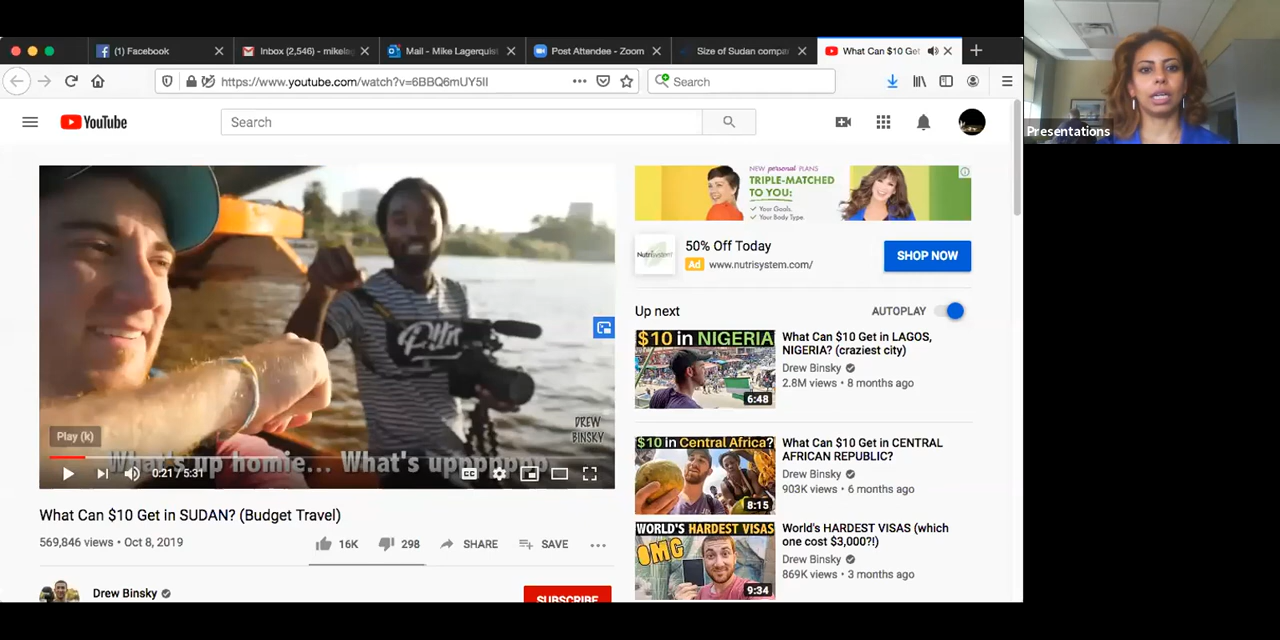 (1) Facebook
Inbox (2,546) - mikelag
Mail - Mike Lagerquist
Post Attendee - Zoom
Size of Sudan compa
What Can $10 Get
https://www.youtube.com/watch?v=6BBQ6mUY5II
Search
YouTube
Search
Presentations
NEW personal PLANS
TRIPLE-MATCHED
TO YOU:
Your Goals.
Your Body Type
Nutrisystem
50% Off Today
Ad www.nutrisystem.com/
SHOP NOW
PHir
DREW
BINSKY
Play (k)
What's up homie... What's upppppppp
0:21 / 5:31
CC
What Can $10 Get in SUDAN? (Budget Travel)
569,846 views • Oct 8, 2019
16K
298
SHARE
SAVE
Drew Binsky
SUBSCRIBE
Up next
AUTOPLAY
$10 in NIGERIA
6:48
What Can $10 Get in LAGOS,
NIGERIA? (craziest city)
Drew Binsky
2.8M views • 8 months ago
$10 in Central Africa?
8:15
What Can $10 Get in CENTRAL
AFRICAN REPUBLIC?
Drew Binsky
903K views • 6 months ago
WORLD'S HARDEST VISAS
OMG
9:34
World's HARDEST VISAS (which
one cost $3,000?!)
Drew Binsky
869K views • 3 months ago